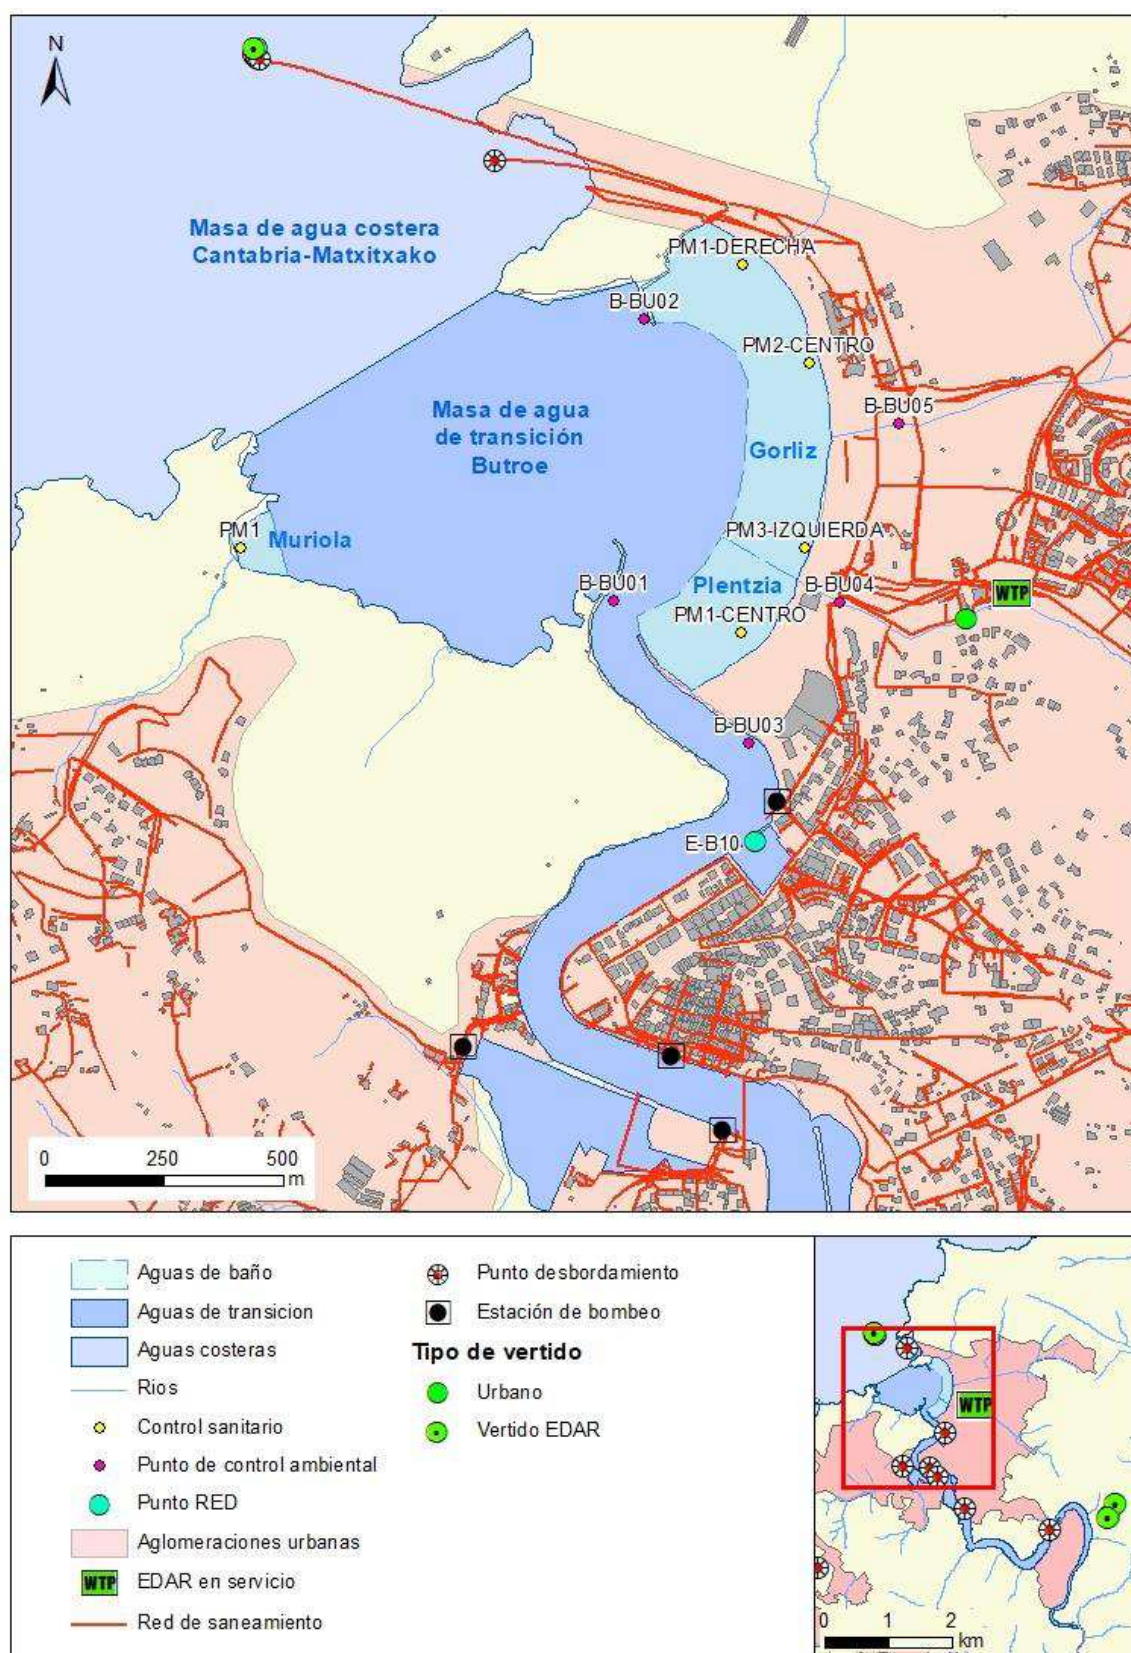 N
Masa de agua costera
Cantabria-Matxitxako
PM1-DERECHA
B-BU02
PM2-CENTRO
Masa de agua
de transición
Butroe
B-BU05
Gorliz
PM1
Muriola
PM3-IZQUIERDA
B-BU01
Plentzia
B-BU04
WTP
PM1-CENTRO
B-BU03
E-B10
0 250 500
m
Aguas de baño
Aguas de transicion
Aguas costeras
Rios
Control sanitario
Punto de control ambiental
Punto RED
Aglomeraciones urbanas
WTP EDAR en servicio
Red de saneamiento
Punto desbordamiento
Estación de bombeo
Tipo de vertido
Urbano
Vertido EDAR
WTP
0 1 2
km